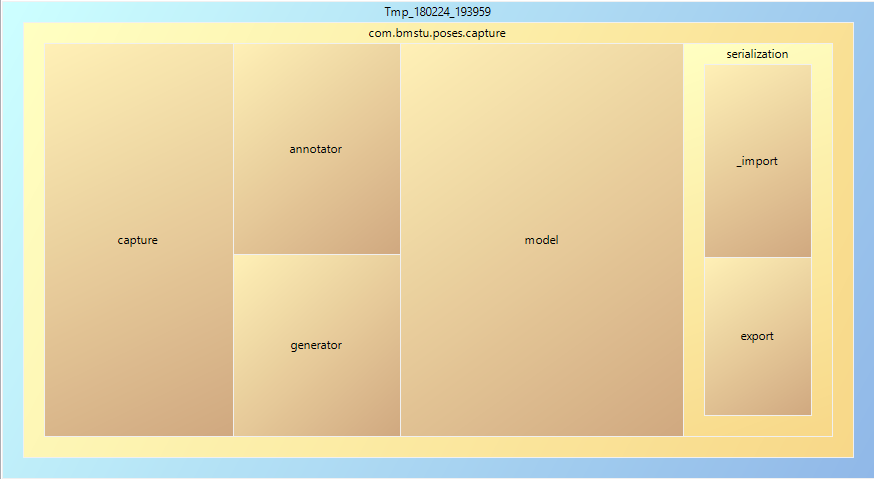 Tmp_180224_193959
com.bmstu.poses.capture
capture
annotator
generator
model
serialization
_import
export